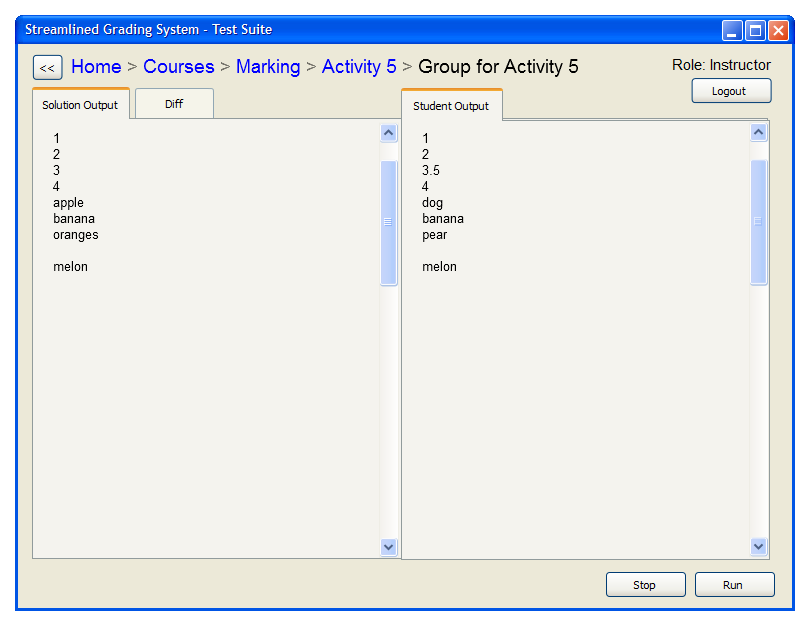 Streamlined Grading System - Test Suite
<< Home > Courses > Marking > Activity 5 > Group for Activity 5
Role: Instructor
Logout
Solution Output
Diff
1
2
3
4
apple
banana
oranges
melon
Student Output
1
2
3.5
4
dog
banana
pear
melon
Stop
Run